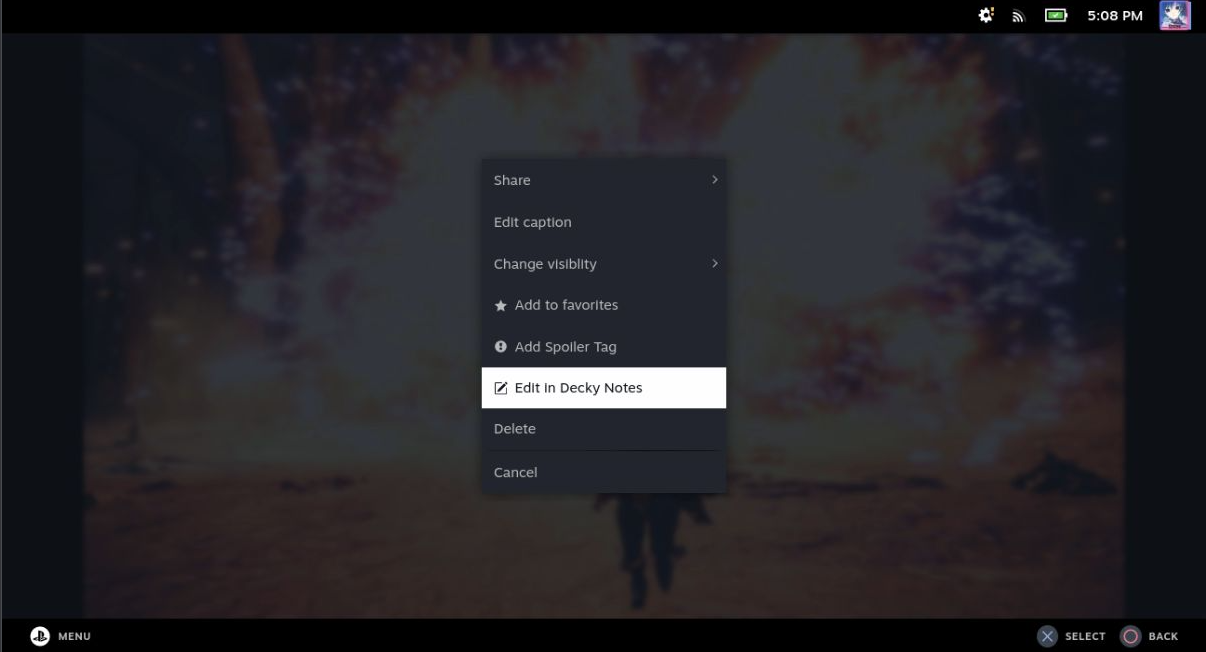 5:08 PM
Share
Edit caption
Change visiblity
Add to favorites
Add Spoiler Tag
Edit in Decky Notes
Delete
Cancel
MENU
SELECT
BACK